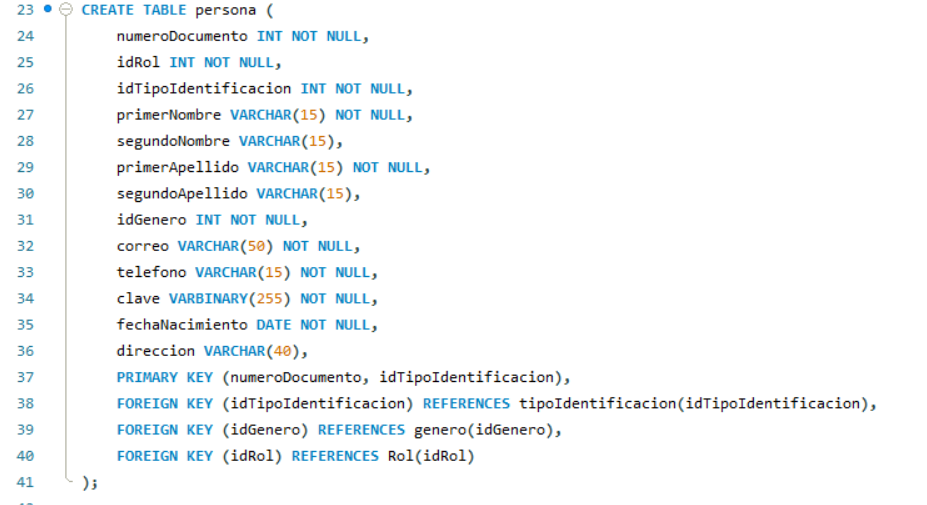 23 CREATE TABLE persona (
24 numeroDocumento INT NOT NULL,
25 idRol INT NOT NULL,
26 idTipoIdentificacion INT NOT NULL,
27 primerNombre VARCHAR(15) NOT NULL,
28 segundoNombre VARCHAR(15),
29 primerApellido VARCHAR(15) NOT NULL,
30 segundoApellido VARCHAR(15),
31 idGenero INT NOT NULL,
32 correo VARCHAR(50) NOT NULL,
33 telefono VARCHAR(15) NOT NULL,
34 clave VARBINARY(255) NOT NULL,
35 fechaNacimiento DATE NOT NULL,
36 direccion VARCHAR(40),
37 PRIMARY KEY (numeroDocumento, idTipoIdentificacion),
38 FOREIGN KEY (idTipoIdentificacion) REFERENCES tipoIdentificacion(idTipoIdentificacion),
39 FOREIGN KEY (idGenero) REFERENCES genero(idGenero),
40 FOREIGN KEY (idRol) REFERENCES Rol(idRol)
41 );